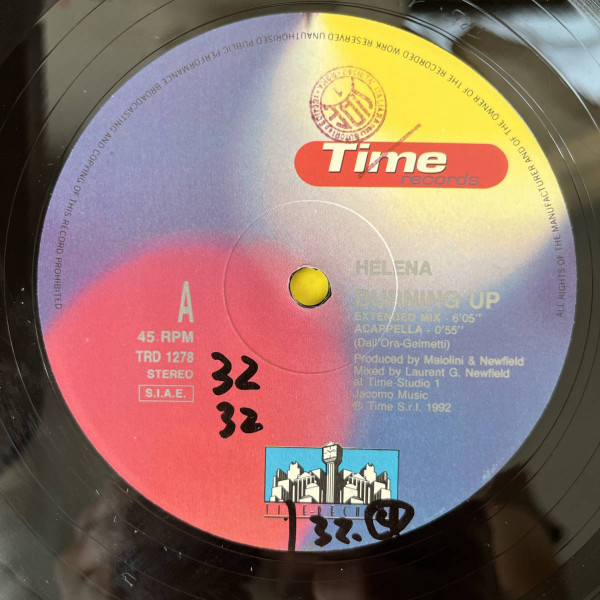 UNAUTHORISED PUBLIC PERFORMANCE BROADCASTING AND COPYING OF THIS RECORD PROHIBITED
ALL RIGHTS OF THE MANUFACTURER AND OF THE OWNER OF THE RECORDED WORK RESERVED
Time
records
HELENA
BURNING UP
EXTENDED MIX - 6'05"
ACAPPELLA - 0'55"
(Dall'Ora-Gelmetti)
Produced by Maiolini & Newfield
Mixed by Laurent G. Newfield
at Time Studio 1
Jacomo Music
℗ Time S.r.l. 1992
A
45 RPM
TRD 1278
STEREO
S.I.A.E.
32
32
32.